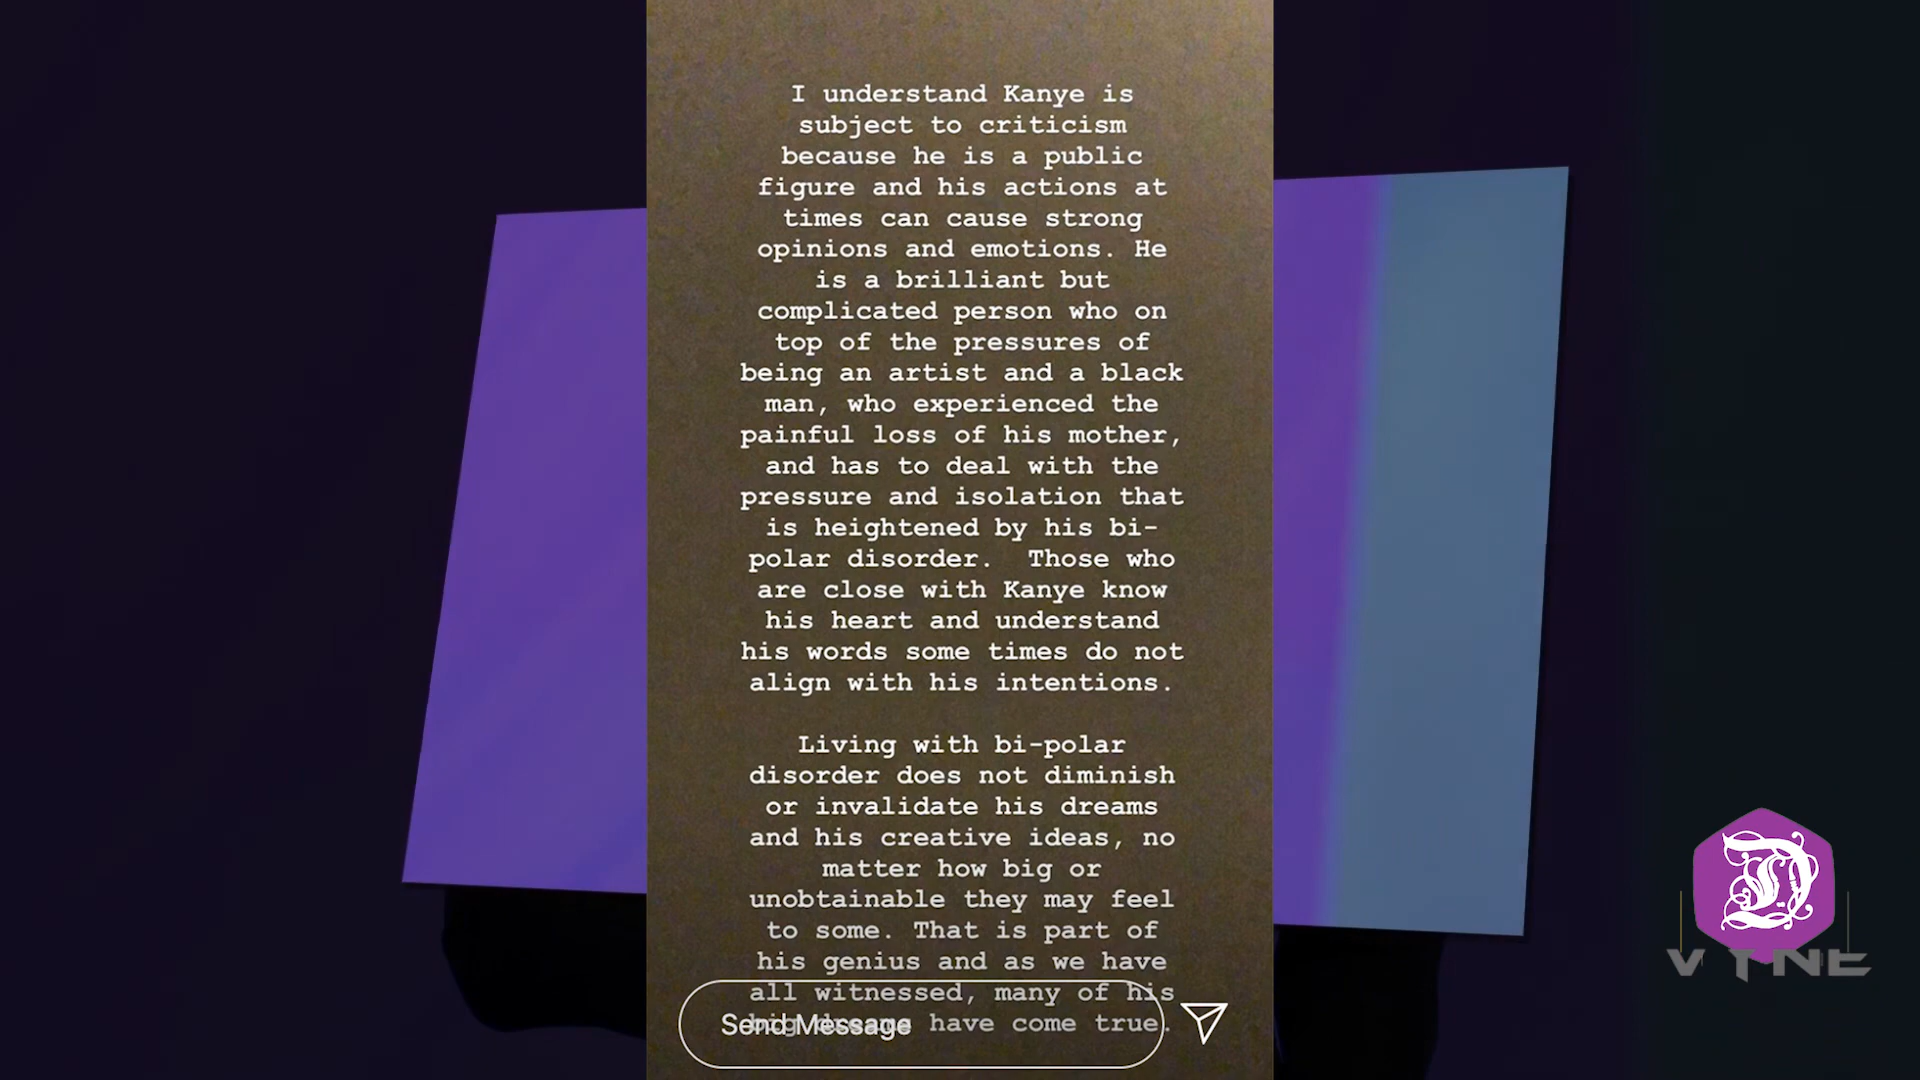 I understand Kanye is
subject to criticism
because he is a public
figure and his actions at
times can cause strong
opinions and emotions. He
is a brilliant but
complicated person who on
top of the pressures of
being an artist and a black
man, who experienced the
painful loss of his mother,
and has to deal with the
pressure and isolation that
is heightened by his bi-
polar disorder.  Those who
are close with Kanye know
his heart and understand
his words some times do not
align with his intentions.
Living with bi-polar
disorder does not diminish
or invalidate his dreams
and his creative ideas, no
matter how big or
unobtainable they may feel
to some. That is part of
his genius and as we have
all witnessed, many of his
big dreams have come true.
Send Message